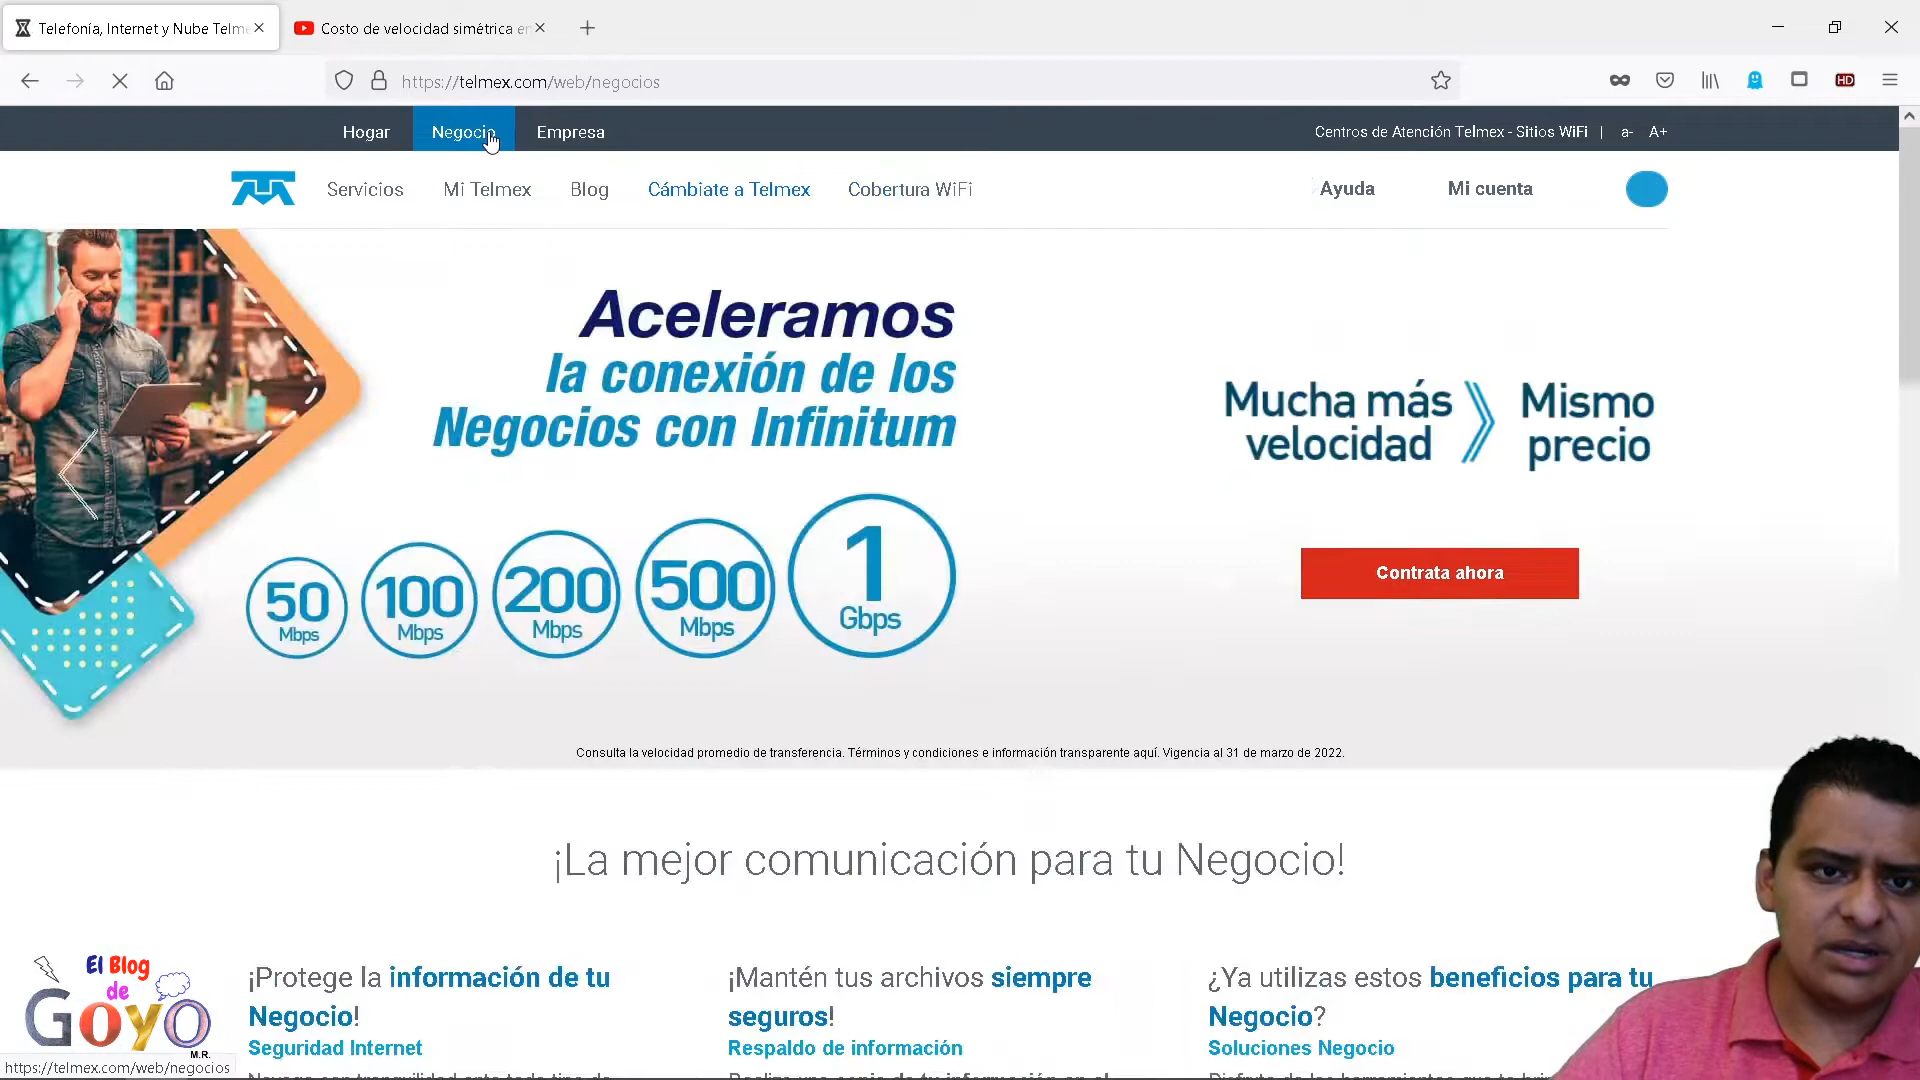 Telefonía, Internet y Nube Telme
Costo de velocidad simétrica en
https://telmex.com/web/negocios
HD
Hogar
Negocio
Empresa
Centros de Atención Telmex - Sitios WiFi | a- A+
Servicios
Mi Telmex
Blog
Cámbiate a Telmex
Cobertura WiFi
Ayuda
Mi cuenta
Aceleramos
la conexión de los
Negocios con Infinitum
Mucha más
velocidad
Mismo
precio
50 Mbps
100 Mbps
200 Mbps
500 Mbps
1 Gbps
Contrata ahora
Consulta la velocidad promedio de transferencia. Términos y condiciones e información transparente aquí. Vigencia al 31 de marzo de 2022.
¡La mejor comunicación para tu Negocio!
El Blog
de
GOYO
M.R.
¡Protege la información de tu
Negocio!
Seguridad Internet
¡Mantén tus archivos siempre
seguros!
Respaldo de información
¿Ya utilizas estos beneficios para tu
Negocio?
Soluciones Negocio
https://telmex.com/web/negocios